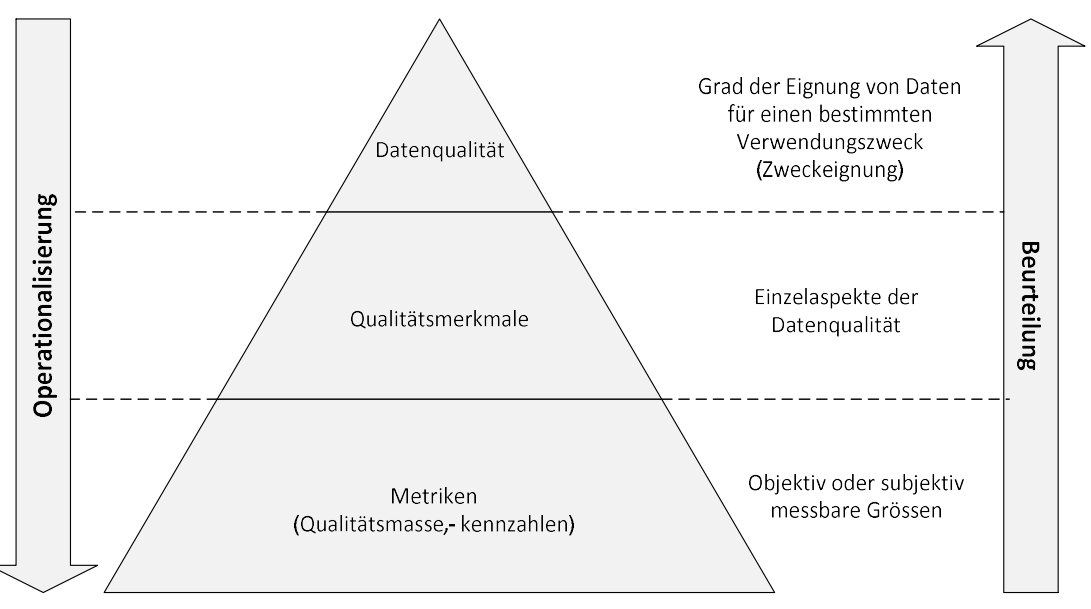 Operationalisierung
Datenqualität
Grad der Eignung von Daten
für einen bestimmten
Verwendungszweck
(Zweckeignung)
Qualitätsmerkmale
Einzelaspekte der
Datenqualität
Metriken
(Qualitätsmasse,- kennzahlen)
Objektiv oder subjektiv
messbare Grössen
Beurteilung